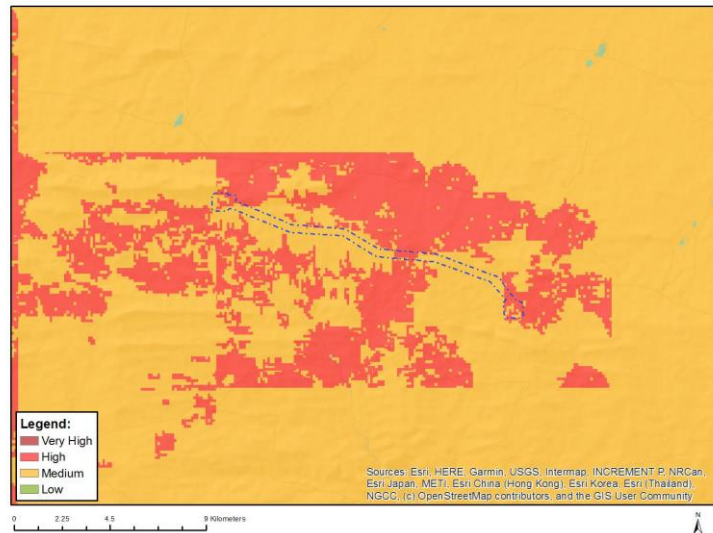 Legend:
Very High
High
Medium
Low
Sources: Esri, HERE, Garmin, USGS, Intermap, INCREMENT P, NRCan,
Esri Japan, METI, Esri China (Hong Kong), Esri Korea, Esri (Thailand),
NGCC, (c) OpenStreetMap contributors, and the GIS User Community
0 2.25 4.5 9 Kilometers
N